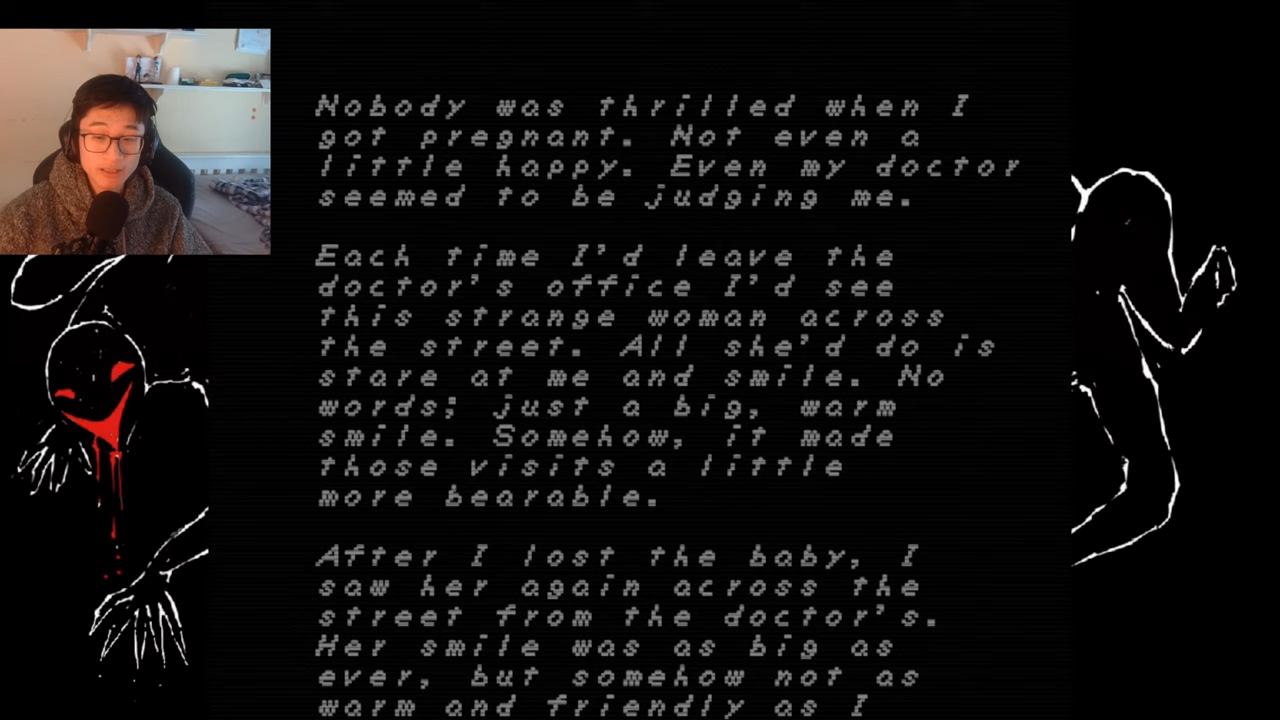 Nobody was thrilled when I
got pregnant. Not even a
little happy. Even my doctor
seemed to be judging me.
Each time I'd leave the
doctor's office I'd see
this strange woman across
the street. All she'd do is
stare at me and smile. No
words; just a big, warm
smile. Somehow, it made
those visits a little
more bearable.
After I lost the baby, I
saw her again across the
street from the doctor's.
Her smile was as big as
ever, but somehow not as
warm and friendly as I